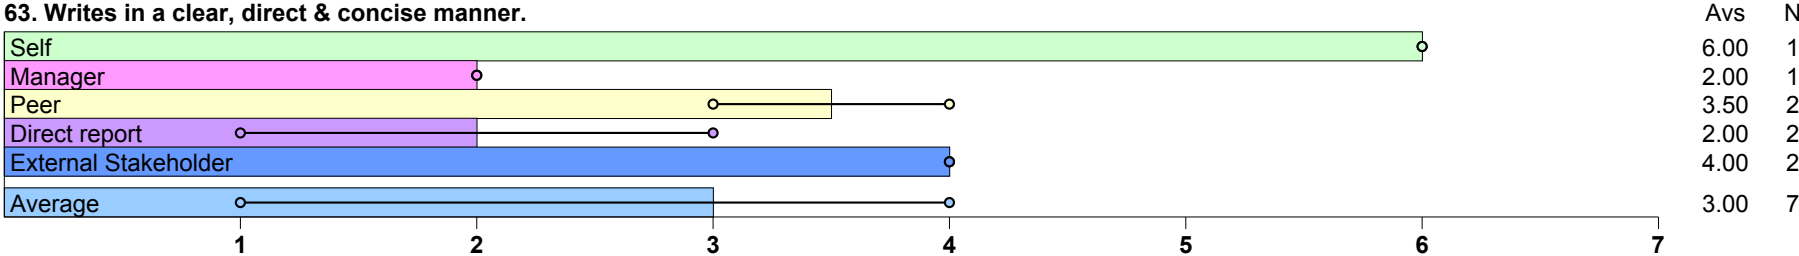 63. Writes in a clear, direct & concise manner. Avs N
Self 6.00 1
Manager 2.00 1
Peer 3.50 2
Direct report 2.00 2
External Stakeholder 4.00 2
Average 3.00 7
1 2 3 4 5 6 7